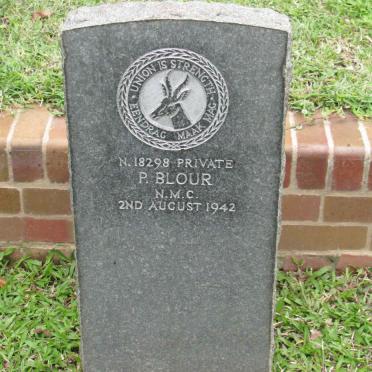 UNION IS STRENGTH
EENDRAG MAAK MAG
N. 18298 PRIVATE
P. BLOUR
N.M.C.
2ND AUGUST 1942